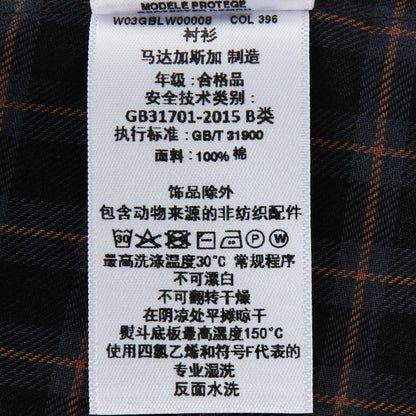 MODELE PROTEGE
W03GBLW00008 COL 396
衬衫
马达加斯加 制造
年级：合格品
安全技术类别：
GB31701-2015 B类
执行标准：GB/T 31900
面料：100% 棉
饰品除外
包含动物来源的非纺织配件
30 P W
最高洗涤温度30°C 常规程序
不可漂白
不可翻转干燥
在阴凉处平摊晾干
熨斗底板最高温度150°C
使用四氯乙烯和符号F代表的
专业湿洗
反面水洗